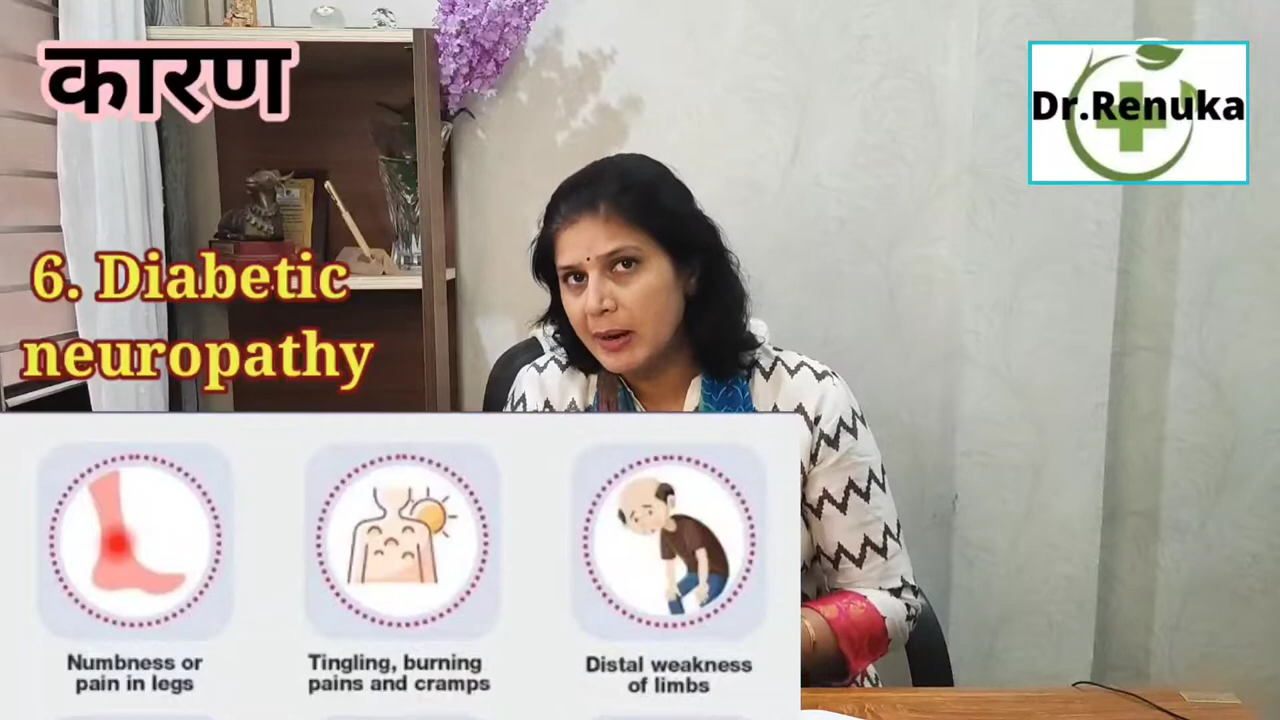 कारण
Dr.Renuka
6. Diabetic
neuropathy
Numbness or
pain in legs
Tingling, burning
pains and cramps
Distal weakness
of limbs